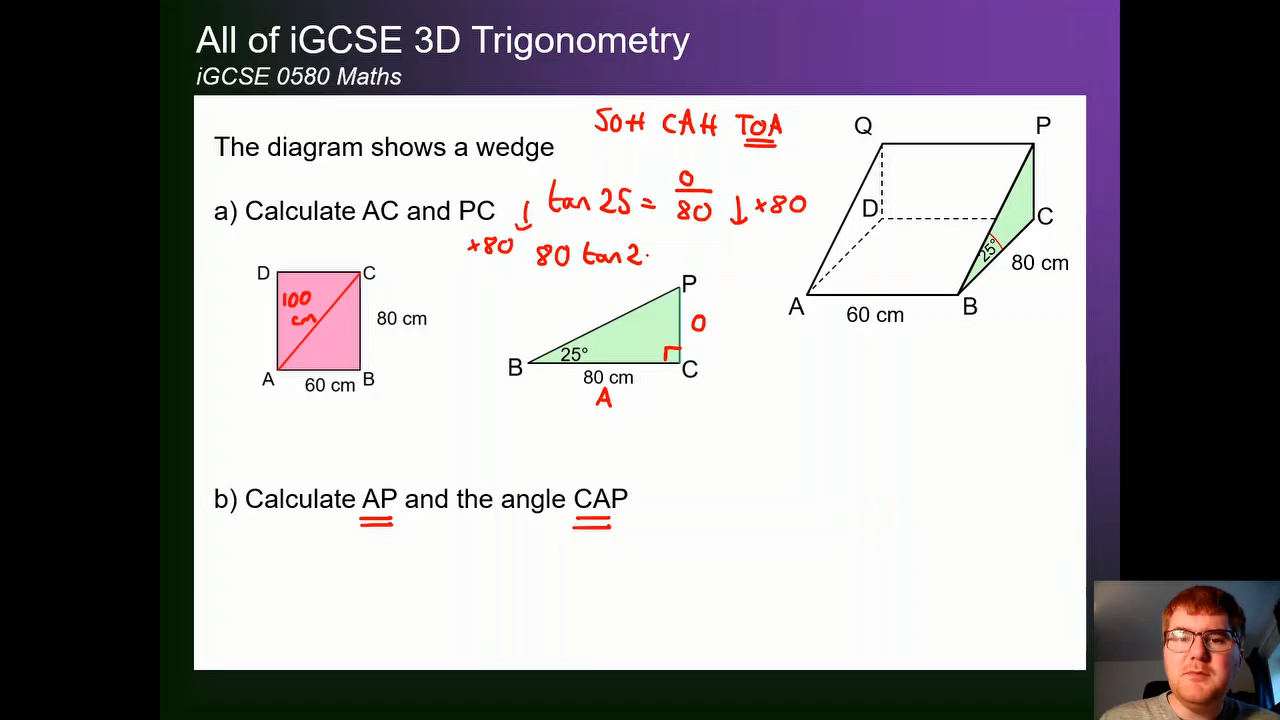 All of iGCSE 3D Trigonometry
iGCSE 0580 Maths
SOH CAH TOA
The diagram shows a wedge
a) Calculate AC and PC
tan 25 = O/80
×80
×80
80 tan 2
D
C
100
cm
80 cm
A
60 cm
B
P
O
B
25°
80 cm
C
A
Q
P
D
C
25°
80 cm
A
60 cm
B
b) Calculate AP and the angle CAP